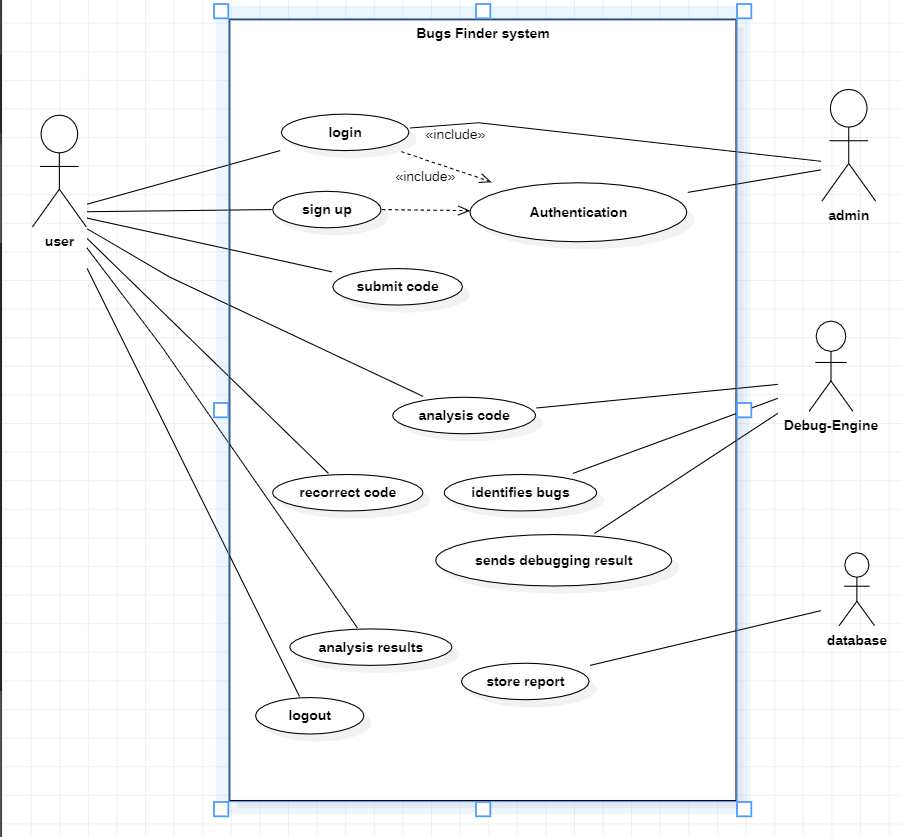 Bugs Finder system
login
«include»
«include»
sign up
Authentication
user
admin
submit code
analysis code
Debug-Engine
recorrect code
identifies bugs
sends debugging result
analysis results
database
store report
logout